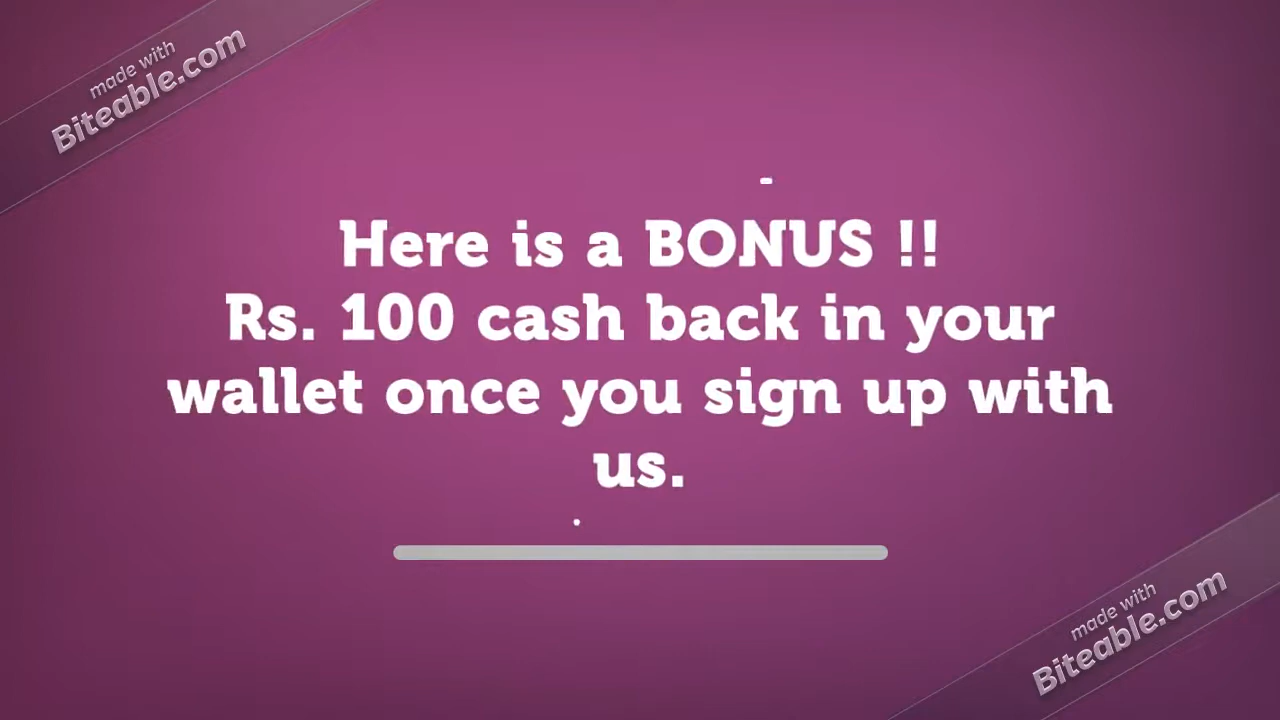 made with
Biteable.com
Here is a BONUS !!
Rs. 100 cash back in your
wallet once you sign up with
us.
made with
Biteable.com